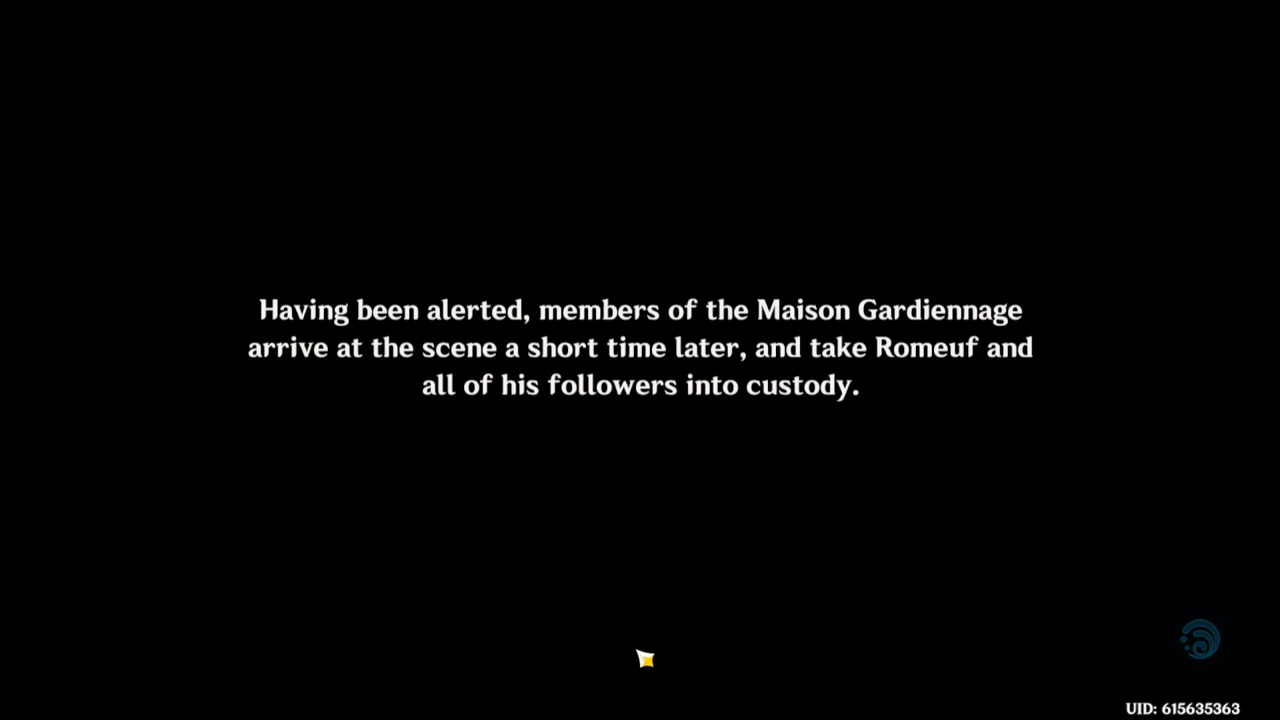 Having been alerted, members of the Maison Gardiennage
arrive at the scene a short time later, and take Romeuf and
all of his followers into custody.
UID: 615635363